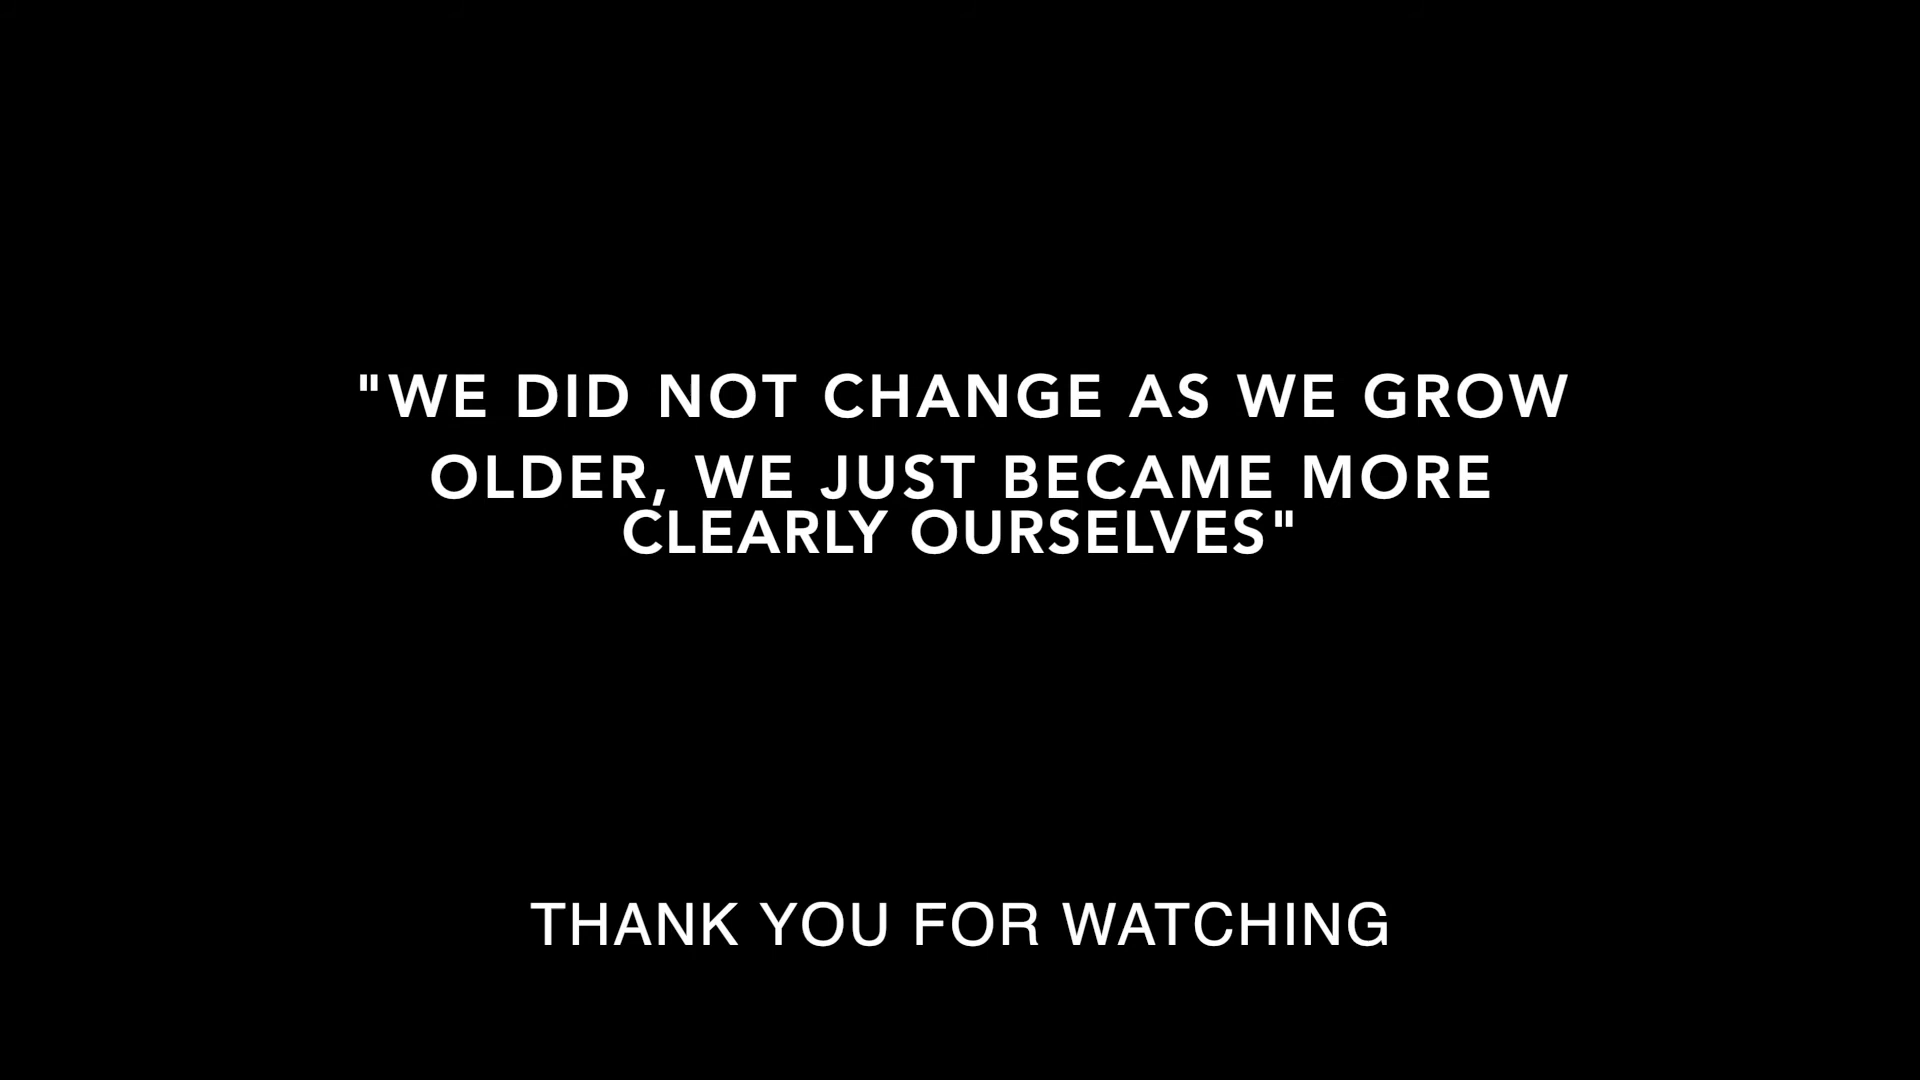 "WE DID NOT CHANGE AS WE GROW
OLDER, WE JUST BECAME MORE
CLEARLY OURSELVES"
THANK YOU FOR WATCHING